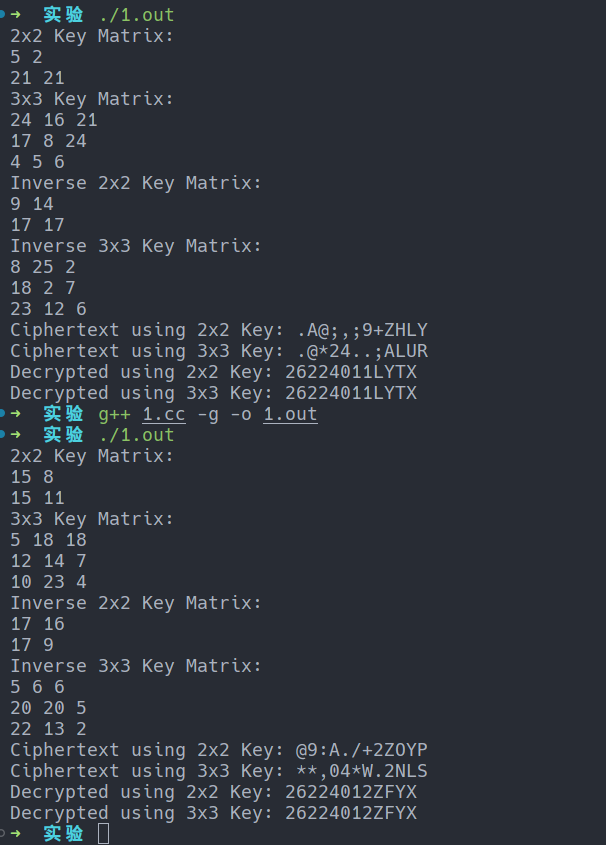 ➜ 实验 ./1.out
2x2 Key Matrix:
5 2
21 21
3x3 Key Matrix:
24 16 21
17 8 24
4 5 6
Inverse 2x2 Key Matrix:
9 14
17 17
Inverse 3x3 Key Matrix:
8 25 2
18 2 7
23 12 6
Ciphertext using 2x2 Key: .A@;,;9+ZHLY
Ciphertext using 3x3 Key: .@*24..;ALUR
Decrypted using 2x2 Key: 26224011LYTX
Decrypted using 3x3 Key: 26224011LYTX
➜ 实验 g++ 1.cc -g -o 1.out
➜ 实验 ./1.out
2x2 Key Matrix:
15 8
15 11
3x3 Key Matrix:
5 18 18
12 14 7
10 23 4
Inverse 2x2 Key Matrix:
17 16
17 9
Inverse 3x3 Key Matrix:
5 6 6
20 20 5
22 13 2
Ciphertext using 2x2 Key: @9:A./+2ZOYP
Ciphertext using 3x3 Key: **,04*W.2NLS
Decrypted using 2x2 Key: 26224012ZFYX
Decrypted using 3x3 Key: 26224012ZFYX
➜ 实验